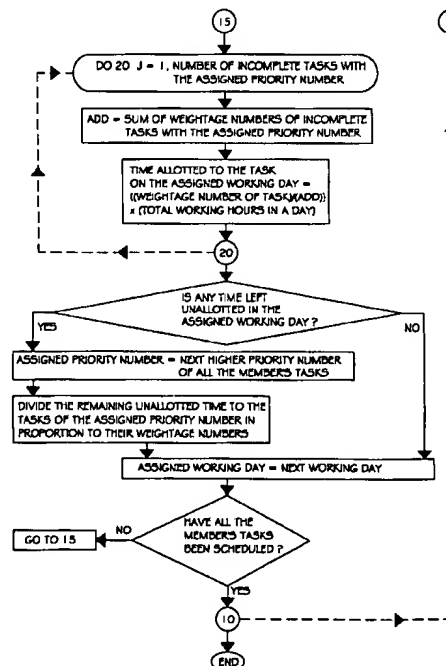 15
DO 20 J = 1, NUMBER OF INCOMPLETE TASKS WITH
THE ASSIGNED PRIORITY NUMBER
ADD = SUM OF WEIGHTAGE NUMBERS OF INCOMPLETE
TASKS WITH THE ASSIGNED PRIORITY NUMBER
TIME ALLOTTED TO THE TASK
ON THE ASSIGNED WORKING DAY =
{(WEIGHTAGE NUMBER OF TASK)/(ADD)}
x (TOTAL WORKING HOURS IN A DAY)
20
IS ANY TIME LEFT
UNALLOTTED IN THE
ASSIGNED WORKING DAY ?
YES
NO
ASSIGNED PRIORITY NUMBER = NEXT HIGHER PRIORITY NUMBER
OF ALL THE MEMBER'S TASKS
DIVIDE THE REMAINING UNALLOTTED TIME TO THE
TASKS OF THE ASSIGNED PRIORITY NUMBER IN
PROPORTION TO THEIR WEIGHTAGE NUMBERS
ASSIGNED WORKING DAY = NEXT WORKING DAY
HAVE ALL THE
MEMBER'S TASKS
BEEN SCHEDULED ?
NO
GO TO 15
YES
10
END